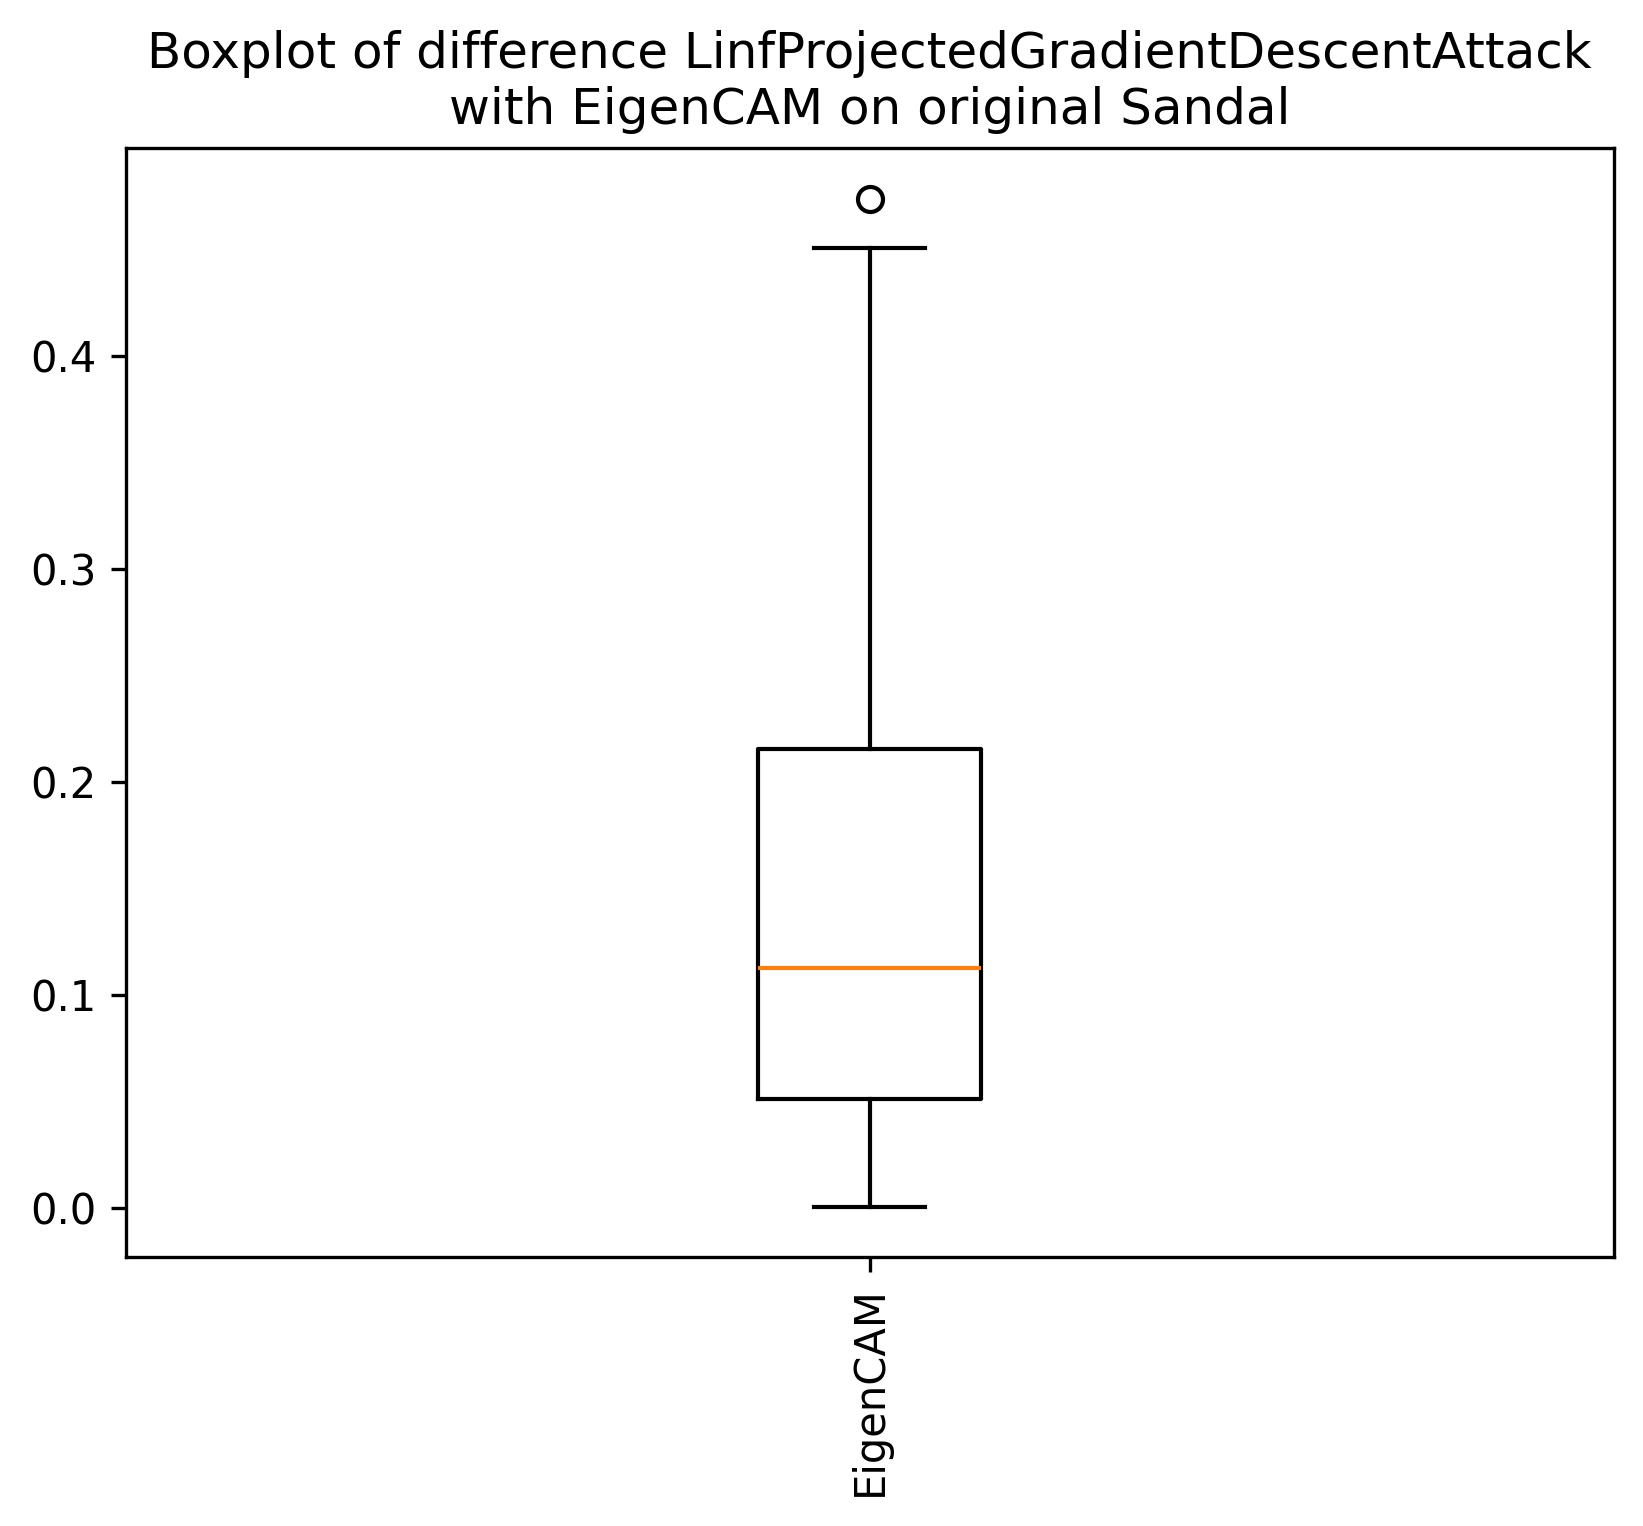 Boxplot of difference LinfProjectedGradientDescentAttack
with EigenCAM on original Sandal
0.4
0.3
0.2
0.1
0.0
EigenCAM